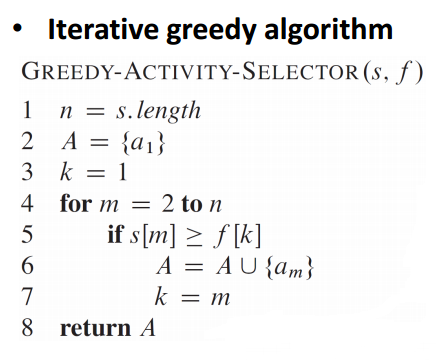 • Iterative greedy algorithm
GREEDY-ACTIVITY-SELECTOR(s, f)
1 n = s.length
2 A = {a₁}
3 k = 1
4 for m = 2 to n
5 if s[m] ≥ f[k]
6 A = A ∪ {aₘ}
7 k = m
8 return A